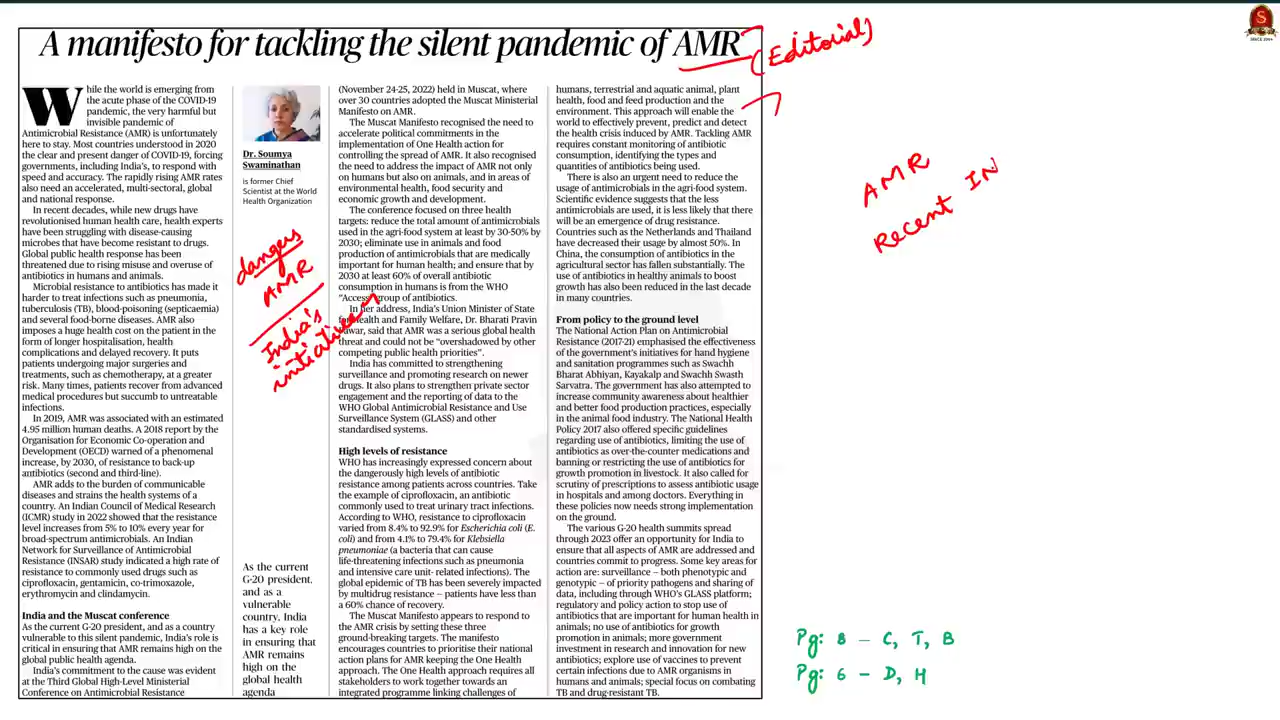 A manifesto for tackling the silent pandemic of AMR
(Editorial)
While the world is emerging from
the acute phase of the COVID-19
pandemic, the very harmful but
invisible pandemic of
Antimicrobial Resistance (AMR) is unfortunately
here to stay. Most countries understood in 2020
the clear and present danger of COVID-19, forcing
governments, including India's, to respond with
speed and accuracy. The rapidly rising AMR rates
also need an accelerated, multi-sectoral, global
and national response.
In recent decades, while new drugs have
revolutionised human health care, health experts
have been struggling with disease-causing
microbes that have become resistant to drugs.
Global public health response has been
threatened due to rising misuse and overuse of
antibiotics in humans and animals.
Microbial resistance to antibiotics has made it
harder to treat infections such as pneumonia,
tuberculosis (TB), blood-poisoning (septicaemia)
and several food-borne diseases. AMR also
imposes a huge health cost on the patient in the
form of longer hospitalisation, health
complications and delayed recovery. It puts
patients undergoing major surgeries and
treatments, such as chemotherapy, at a greater
risk. Many times, patients recover from advanced
medical procedures but succumb to untreatable
infections.
In 2019, AMR was associated with an estimated
4.95 million human deaths. A 2018 report by the
Organisation for Economic Co-operation and
Development (OECD) warned of a phenomenal
increase, by 2030, of resistance to back-up
antibiotics (second and third-line).
AMR adds to the burden of communicable
diseases and strains the health systems of a
country. An Indian Council of Medical Research
(ICMR) study in 2022 showed that the resistance
level increases from 5% to 10% every year for
broad-spectrum antimicrobials. An Indian
Network for Surveillance of Antimicrobial
Resistance (INSAR) study indicated a high rate of
resistance to commonly used drugs such as
ciprofloxacin, gentamicin, co-trimoxazole,
erythromycin and clindamycin.
India and the Muscat conference
As the current G-20 president, and as a country
vulnerable to this silent pandemic, India's role is
critical in ensuring that AMR remains high on the
global public health agenda.
India's commitment to the cause was evident
at the Third Global High-Level Ministerial
Conference on Antimicrobial Resistance
Dr. Soumya
Swaminathan
is former Chief
Scientist at the World
Health Organization
dangers
AMR
India's
initiatives
As the current
G-20 president,
and as a
vulnerable
country, India
has a key role
in ensuring that
AMR remains
high on the
global health
agenda
(November 24-25, 2022) held in Muscat, where
over 30 countries adopted the Muscat Ministerial
Manifesto on AMR.
The Muscat Manifesto recognised the need to
accelerate political commitments in the
implementation of One Health action for
controlling the spread of AMR. It also recognised
the need to address the impact of AMR not only
on humans but also on animals, and in areas of
environmental health, food security and
economic growth and development.
The conference focused on three health
targets: reduce the total amount of antimicrobials
used in the agri-food system at least by 30-50% by
2030; eliminate use in animals and food
production of antimicrobials that are medically
important for human health; and ensure that by
2030 at least 60% of overall antibiotic
consumption in humans is from the WHO
"Access" group of antibiotics.
In her address, India's Union Minister of State
for Health and Family Welfare, Dr. Bharati Pravin
Pawar, said that AMR was a serious global health
threat and could not be "overshadowed by other
competing public health priorities".
India has committed to strengthening
surveillance and promoting research on newer
drugs. It also plans to strengthen private sector
engagement and the reporting of data to the
WHO Global Antimicrobial Resistance and Use
Surveillance System (GLASS) and other
standardised systems.
High levels of resistance
WHO has increasingly expressed concern about
the dangerously high levels of antibiotic
resistance among patients across countries. Take
the example of ciprofloxacin, an antibiotic
commonly used to treat urinary tract infections.
According to WHO, resistance to ciprofloxacin
varied from 8.4% to 92.9% for Escherichia coli (E.
coli) and from 4.1% to 79.4% for Klebsiella
pneumoniae (a bacteria that can cause
life-threatening infections such as pneumonia
and intensive care unit- related infections). The
global epidemic of TB has been severely impacted
by multidrug resistance – patients have less than
a 60% chance of recovery.
The Muscat Manifesto appears to respond to
the AMR crisis by setting these three
ground-breaking targets. The manifesto
encourages countries to prioritise their national
action plans for AMR keeping the One Health
approach. The One Health approach requires all
stakeholders to work together towards an
integrated programme linking challenges of
humans, terrestrial and aquatic animal, plant
health, food and feed production and the
environment. This approach will enable the
world to effectively prevent, predict and detect
the health crisis induced by AMR. Tackling AMR
requires constant monitoring of antibiotic
consumption, identifying the types and
quantities of antibiotics being used.
There is also an urgent need to reduce the
usage of antimicrobials in the agri-food system.
Scientific evidence suggests that the less
antimicrobials are used, it is less likely that there
will be an emergence of drug resistance.
Countries such as the Netherlands and Thailand
have decreased their usage by almost 50%. In
China, the consumption of antibiotics in the
agricultural sector has fallen substantially. The
use of antibiotics in healthy animals to boost
growth has also been reduced in the last decade
in many countries.
From policy to the ground level
The National Action Plan on Antimicrobial
Resistance (2017-21) emphasised the effectiveness
of the government's initiatives for hand hygiene
and sanitation programmes such as Swachh
Bharat Abhiyan, Kayakalp and Swachh Swasth
Sarvatra. The government has also attempted to
increase community awareness about healthier
and better food production practices, especially
in the animal food industry. The National Health
Policy 2017 also offered specific guidelines
regarding use of antibiotics, limiting the use of
antibiotics as over-the-counter medications and
banning or restricting the use of antibiotics for
growth promotion in livestock. It also called for
scrutiny of prescriptions to assess antibiotic usage
in hospitals and among doctors. Everything in
these policies now needs strong implementation
on the ground.
The various G-20 health summits spread
through 2023 offer an opportunity for India to
ensure that all aspects of AMR are addressed and
countries commit to progress. Some key areas for
action are: surveillance – both phenotypic and
genotypic – of priority pathogens and sharing of
data, including through WHO's GLASS platform;
regulatory and policy action to stop use of
antibiotics that are important for human health in
animals; no use of antibiotics for growth
promotion in animals; more government
investment in research and innovation for new
antibiotics; explore use of vaccines to prevent
certain infections due to AMR organisms in
humans and animals; special focus on combating
TB and drug-resistant TB.
AMR
Recent IN
Pg: 8 – C, T, B
Pg: 6 – D, H
S
SINCE 2004